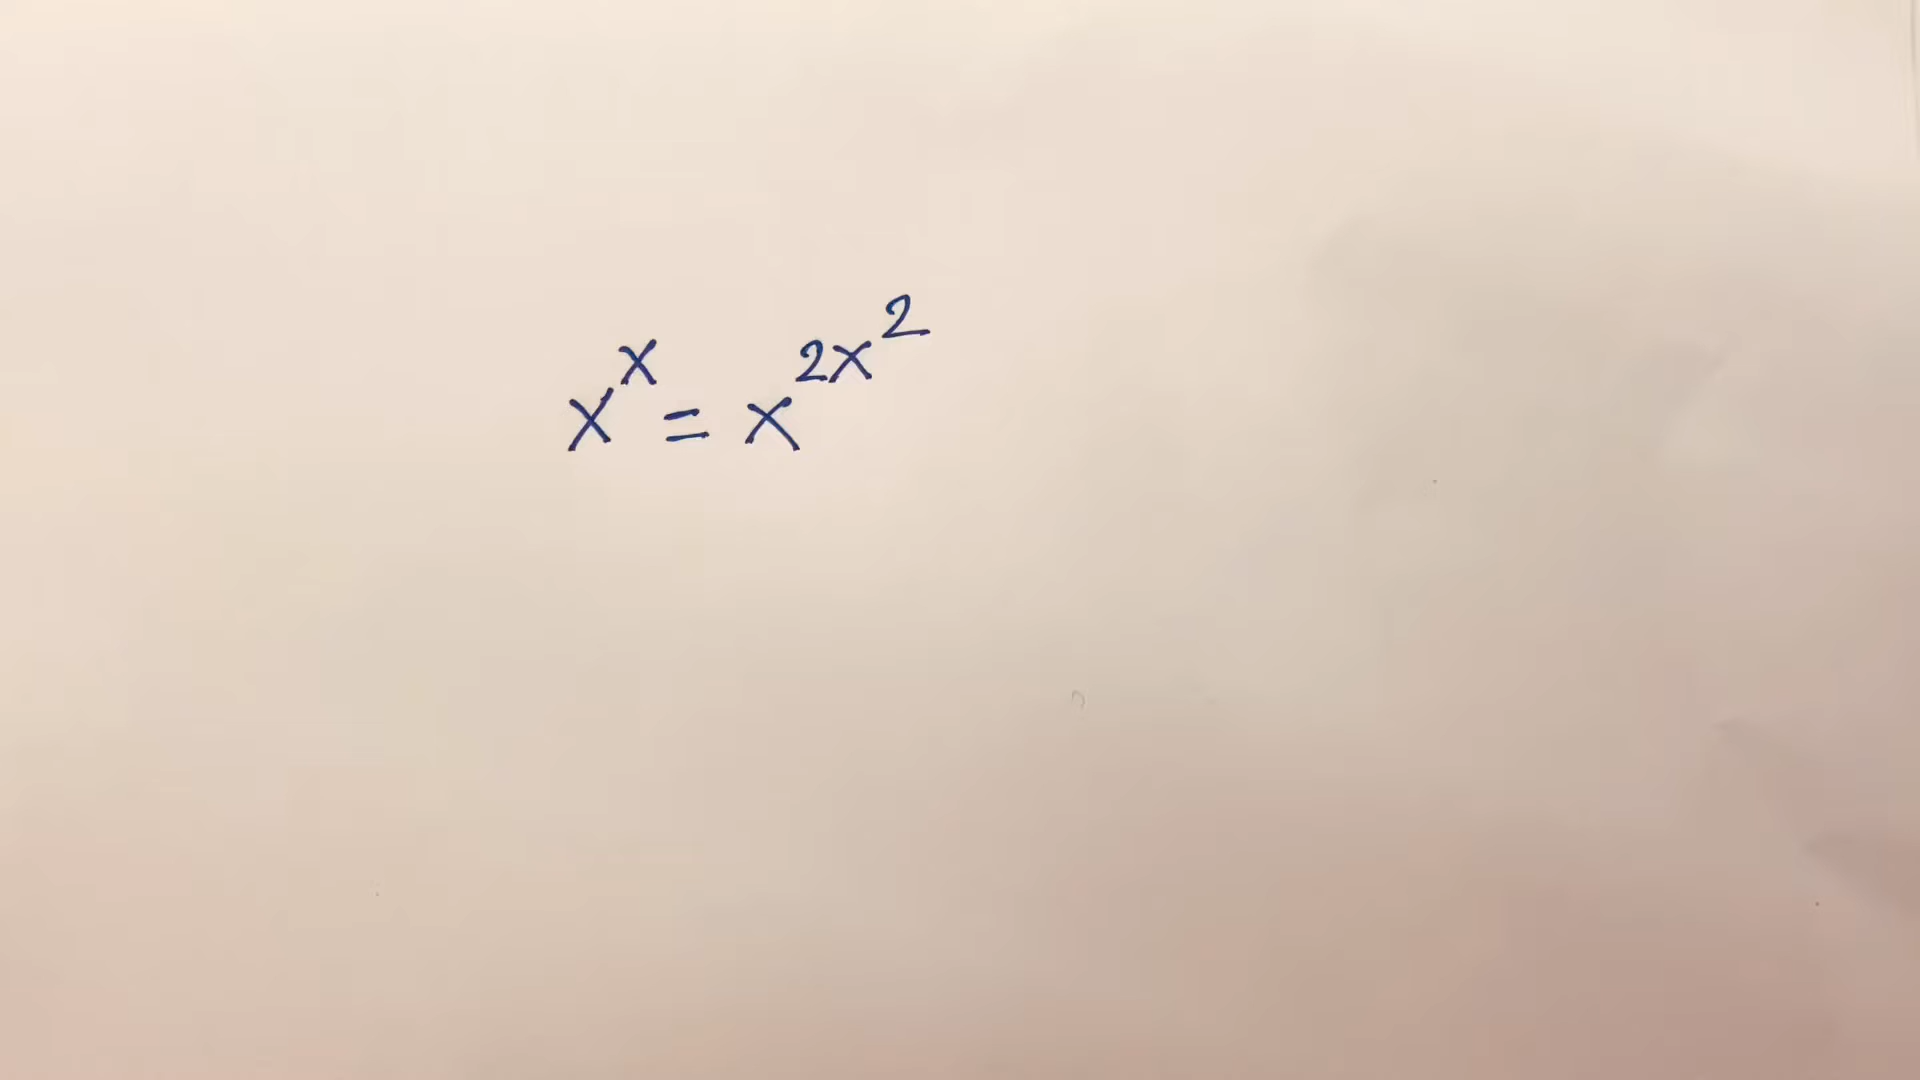 x^x = x^{2x^2}